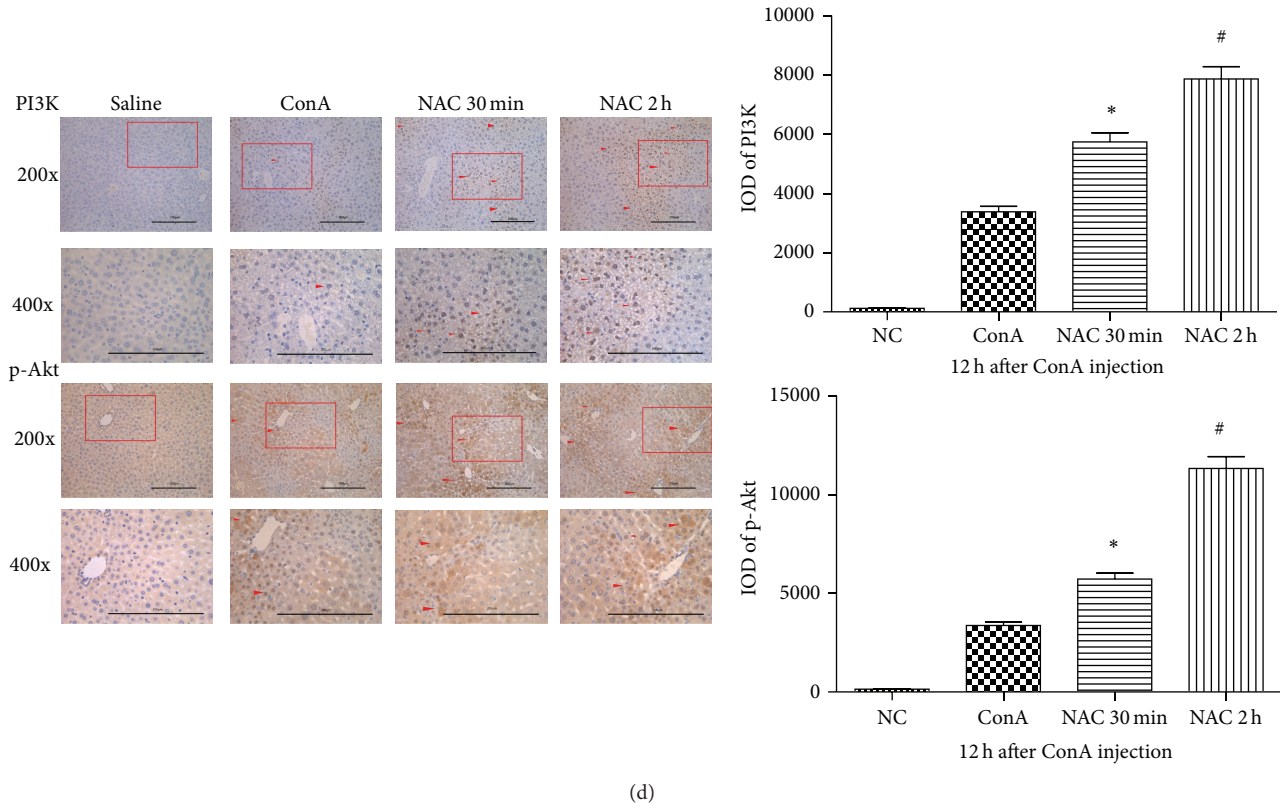 PI3K Saline ConA NAC 30 min NAC 2 h
200x
400x
p-Akt
200x
400x
10000
8000
6000
4000
2000
0
IOD of PI3K
*
#
NC ConA NAC 30 min NAC 2 h
12 h after ConA injection
15000
10000
5000
0
IOD of p-Akt
*
#
NC ConA NAC 30 min NAC 2 h
12 h after ConA injection
(d)